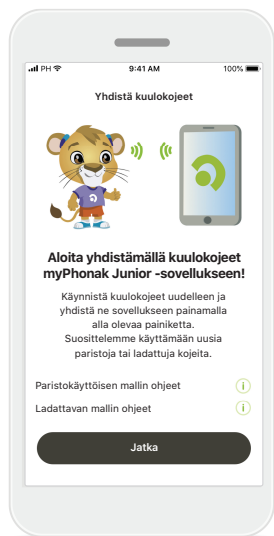 PH 9:41 AM 100%
Yhdistä kuulokojeet
Aloita yhdistämällä kuulokojeet
myPhonak Junior -sovellukseen!
Käynnistä kuulokojeet uudelleen ja
yhdistä ne sovellukseen painamalla
alla olevaa painiketta.
Suosittelemme käyttämään uusia
paristoja tai ladattuja kojeita.
Paristokäyttöisen mallin ohjeet i
Ladattavan mallin ohjeet i
Jatka